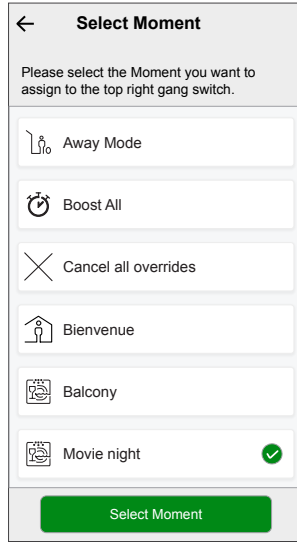 Select Moment
Please select the Moment you want to
assign to the top right gang switch.
Away Mode
Boost All
Cancel all overrides
Bienvenue
Balcony
Movie night
Select Moment